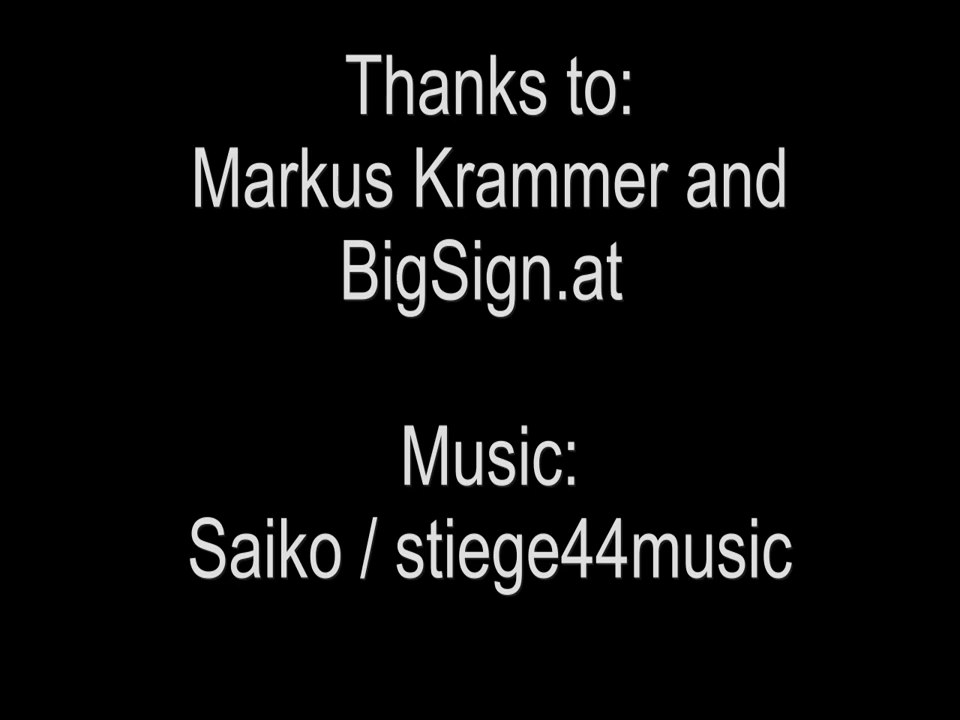 Thanks to:
Markus Krammer and
BigSign.at
Music:
Saiko / stiege44music